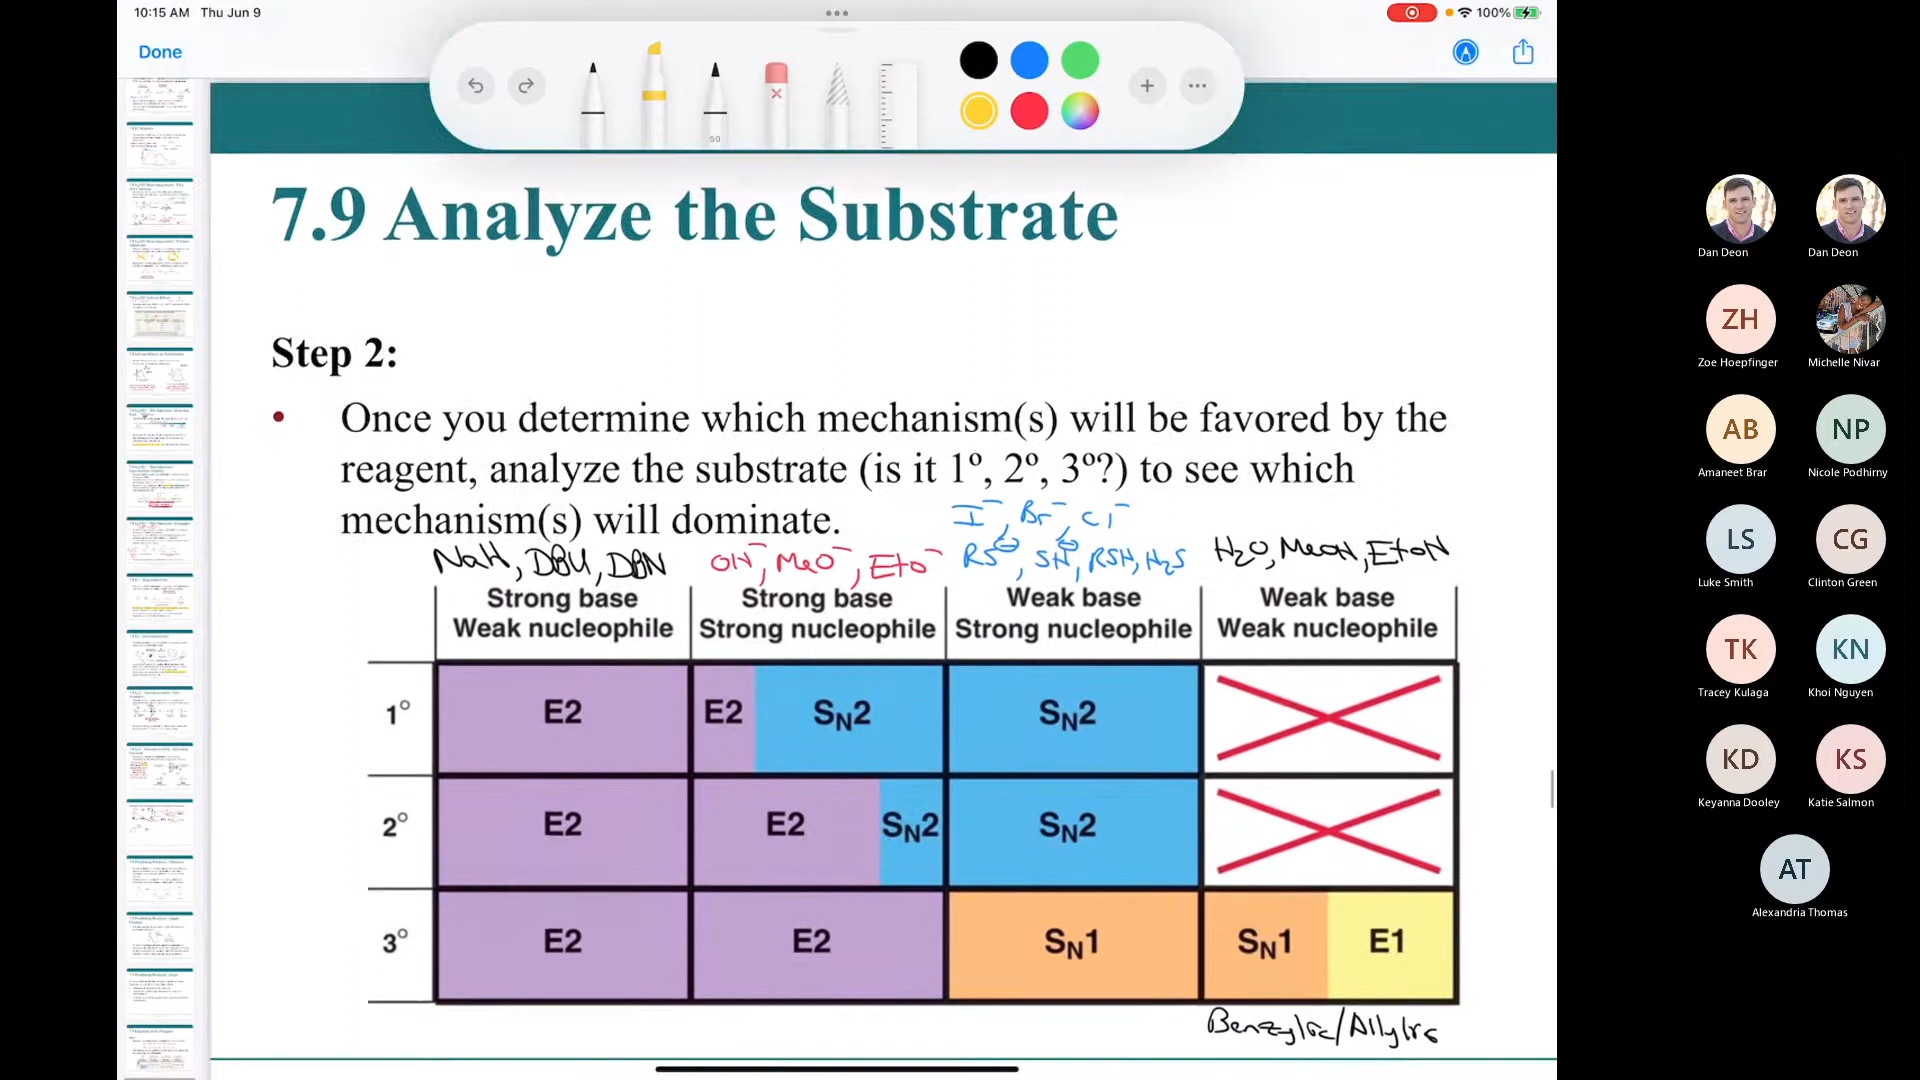 10:15 AM Thu Jun 9
100%
Done
50
7.9 Analyze the Substrate
Step 2:
• Once you determine which mechanism(s) will be favored by the
reagent, analyze the substrate (is it 1º, 2º, 3º?) to see which
mechanism(s) will dominate.
I⁻, Br⁻, Cl⁻
NaH, DBU, DBN
OH⁻, MeO⁻, EtO⁻
RS⊖, SH⊖, RSH, H₂S
H₂O, MeOH, EtOH
Strong base
Weak nucleophile
Strong base
Strong nucleophile
Weak base
Strong nucleophile
Weak base
Weak nucleophile
1° E2 E2 SN2 SN2
2° E2 E2 SN2 SN2
3° E2 E2 SN1 SN1 E1
Benzylic/Allylic
Dan Deon
Dan Deon
ZH
Zoe Hoepfinger
Michelle Nivar
AB
Amaneet Brar
NP
Nicole Podhirny
LS
Luke Smith
CG
Clinton Green
TK
Tracey Kulaga
KN
Khoi Nguyen
KD
Keyanna Dooley
KS
Katie Salmon
AT
Alexandria Thomas